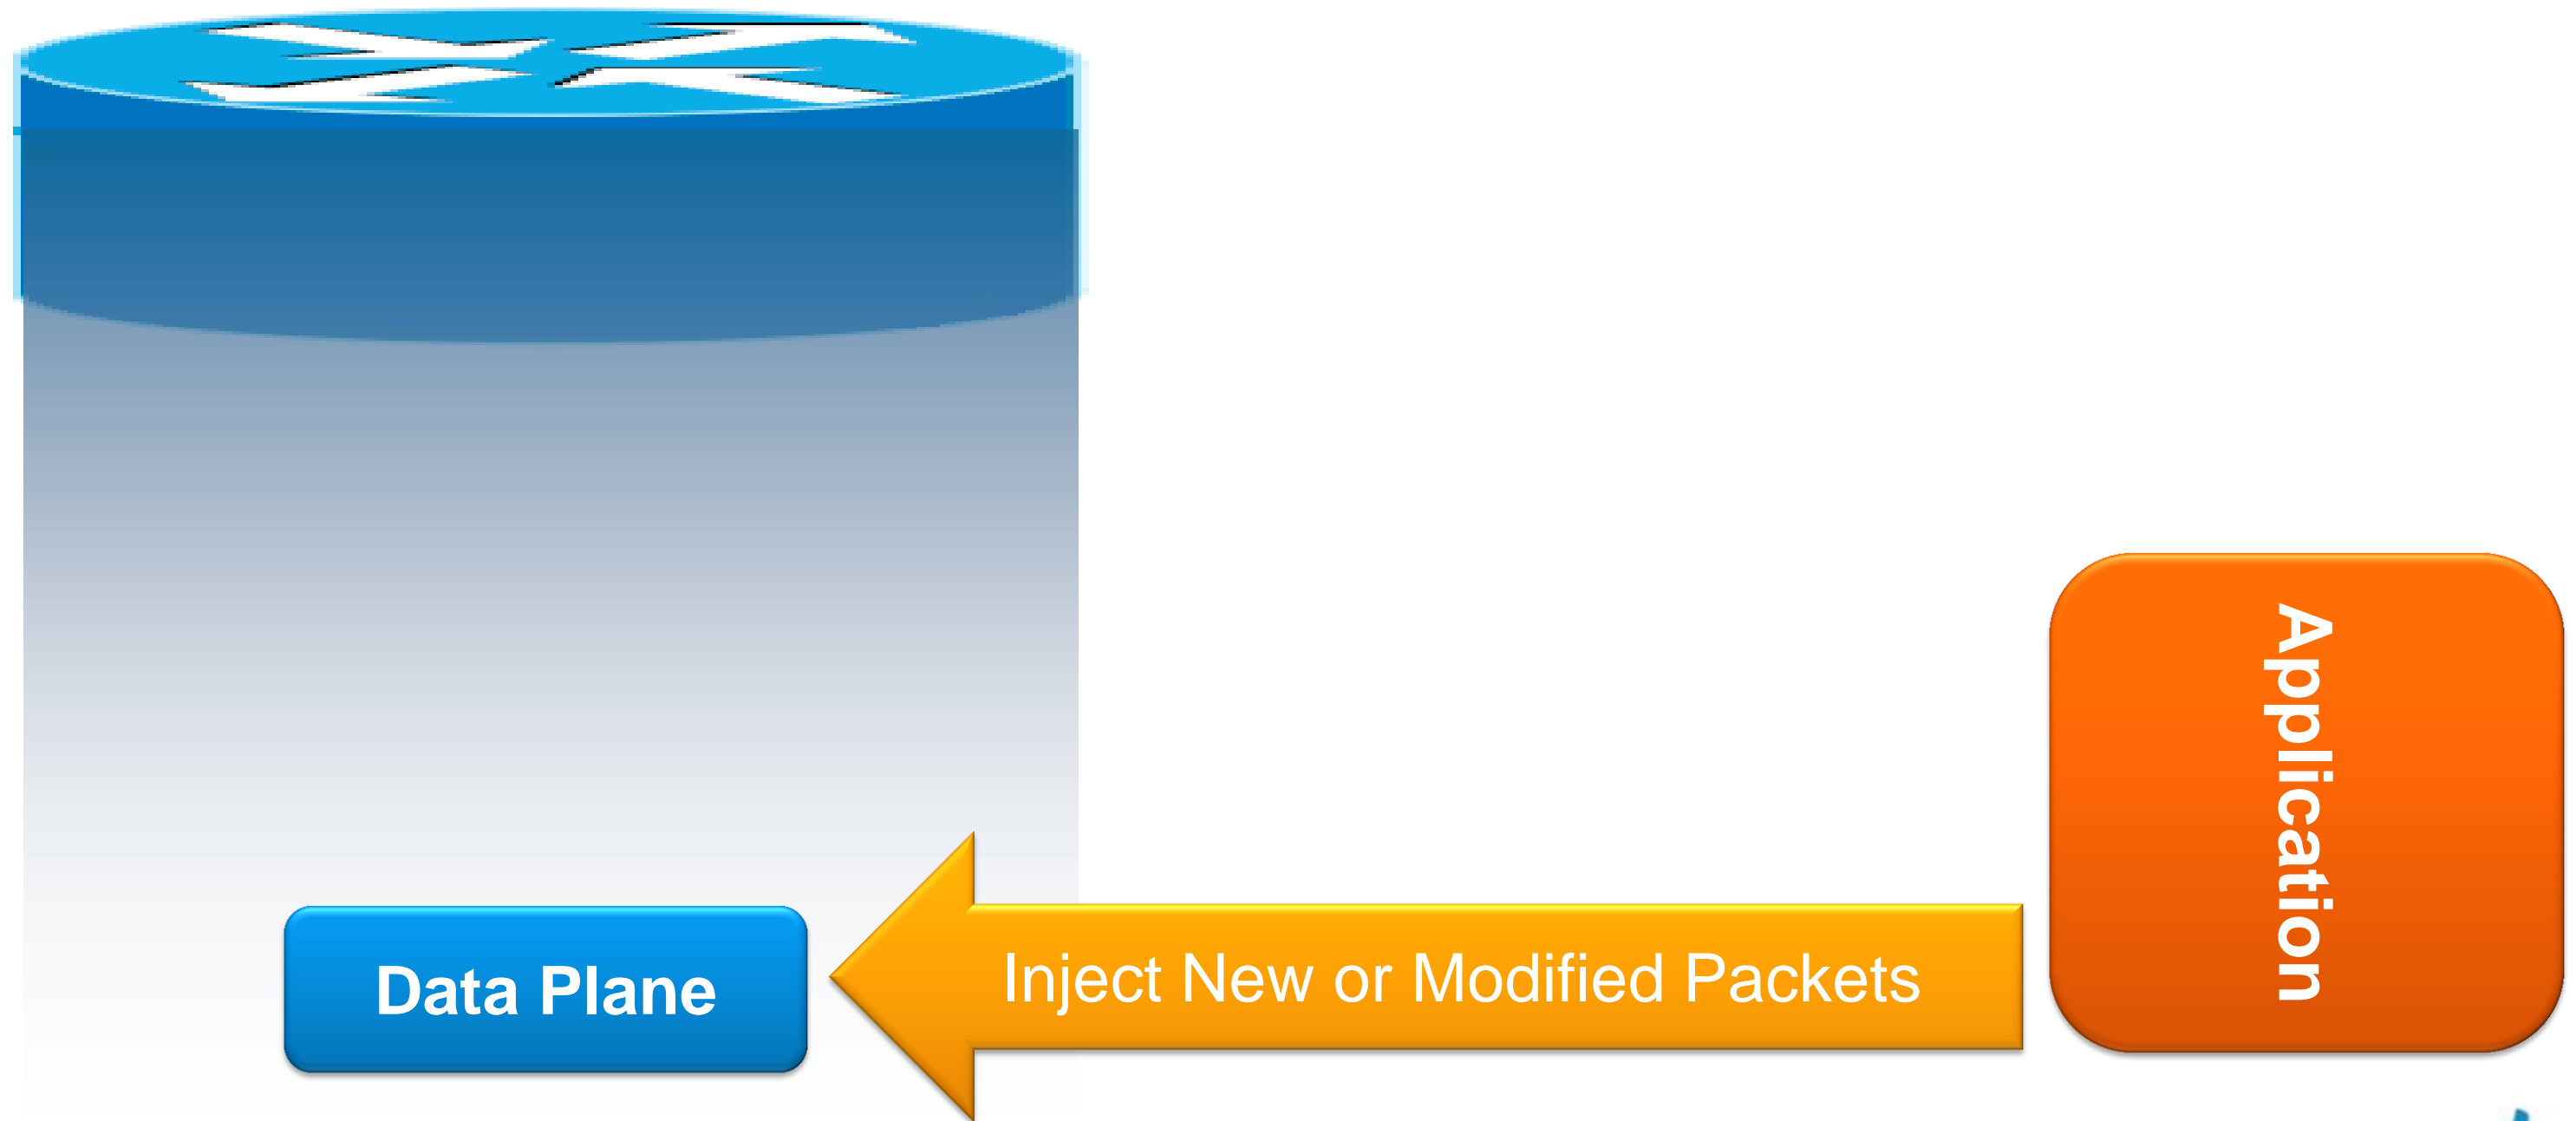 Data Plane
Inject New or Modified Packets
Application